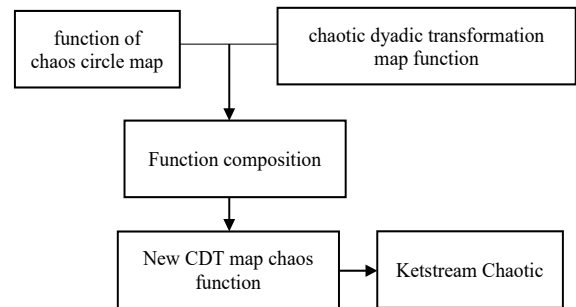 function of
chaos circle map
chaotic dyadic transformation
map function
Function composition
New CDT map chaos
function
Ketstream Chaotic